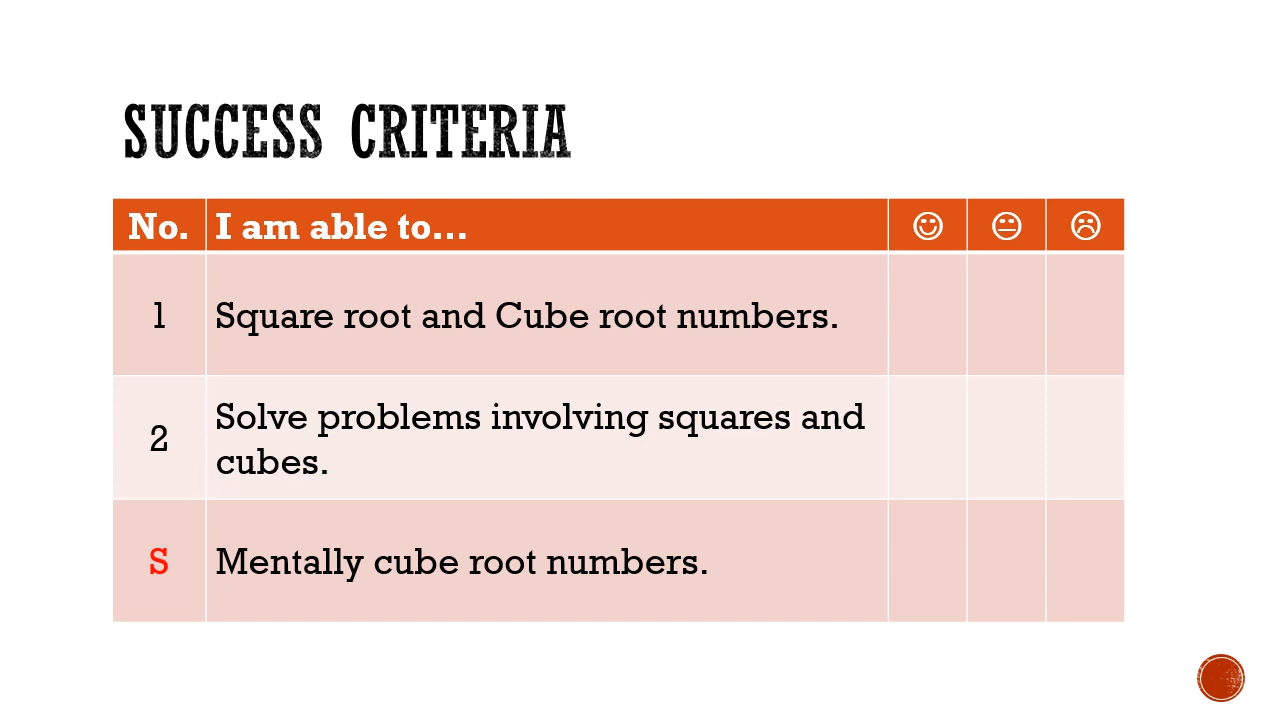 SUCCESS CRITERIA
No. I am able to… ☺ 😐 ☹
1 Square root and Cube root numbers.
2 Solve problems involving squares and
cubes.
S Mentally cube root numbers.